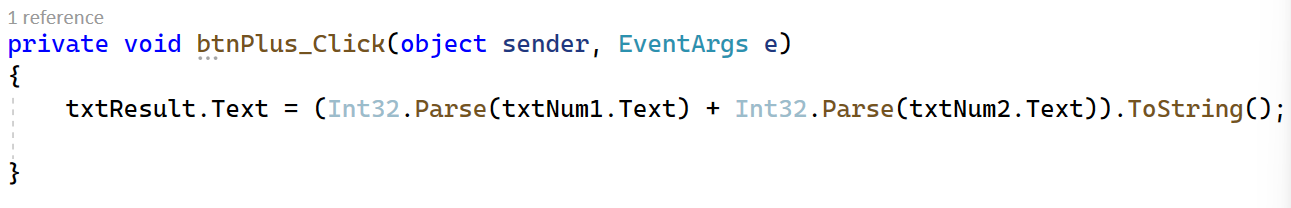 1 reference
private void btnPlus_Click(object sender, EventArgs e)
{
    txtResult.Text = (Int32.Parse(txtNum1.Text) + Int32.Parse(txtNum2.Text)).ToString();
}